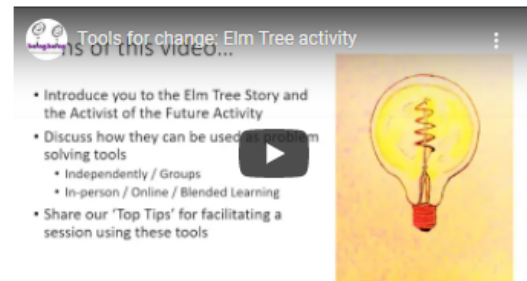 Tools for change: Elm Tree activity
ns of this video...
• Introduce you to the Elm Tree Story and
the Activist of the Future Activity
• Discuss how they can be used as problem
solving tools
• Independently / Groups
• In-person / Online / Blended Learning
• Share our 'Top Tips' for facilitating a
session using these tools